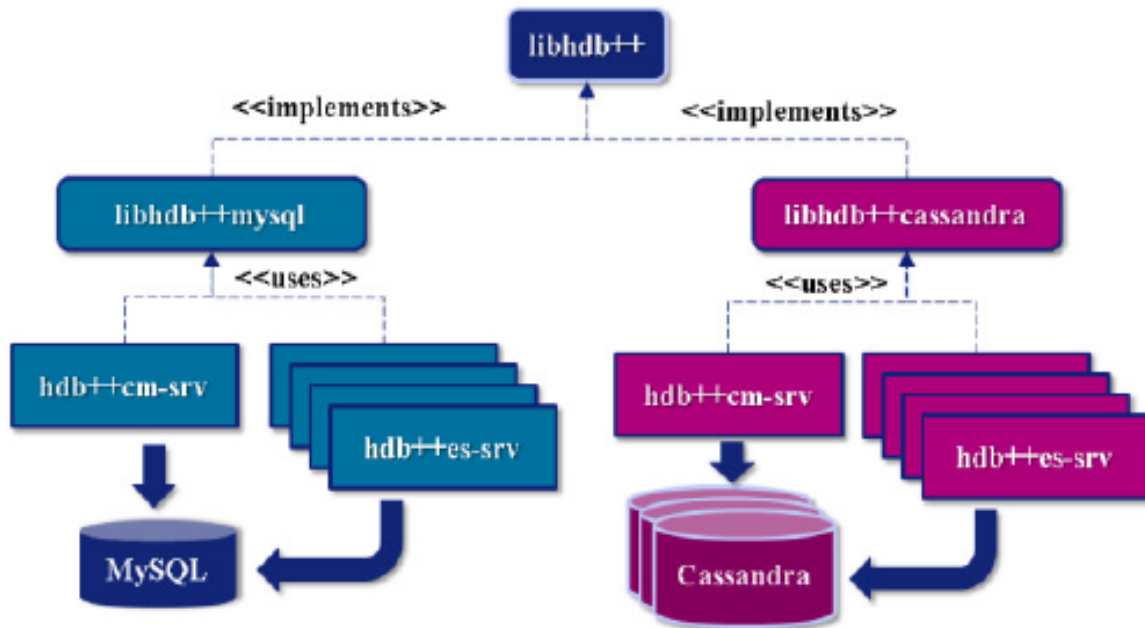 libhdb++
<<implements>> <<implements>>
libhdb++mysql libhdb++cassandra
<<uses>> <<uses>>
hdb++cm-srv hdb++cm-srv
hdb++es-srv hdb++es-srv
MySQL Cassandra